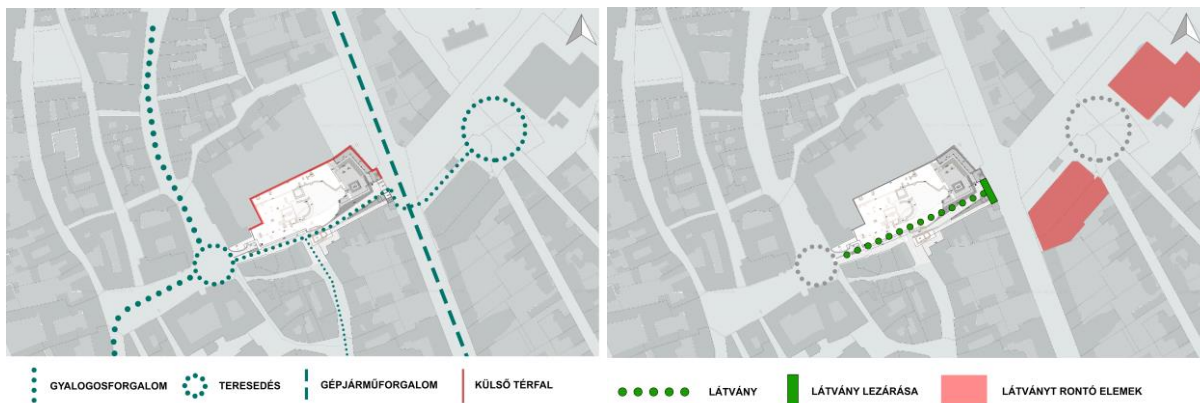 GYALOGOSFORGALOM
TERESEDÉS
GÉPJÁRMŰFORGALOM
KÜLSŐ TÉRFAL
LÁTVÁNY
LÁTVÁNY LEZÁRÁSA
LÁTVÁNYT RONTÓ ELEMEK